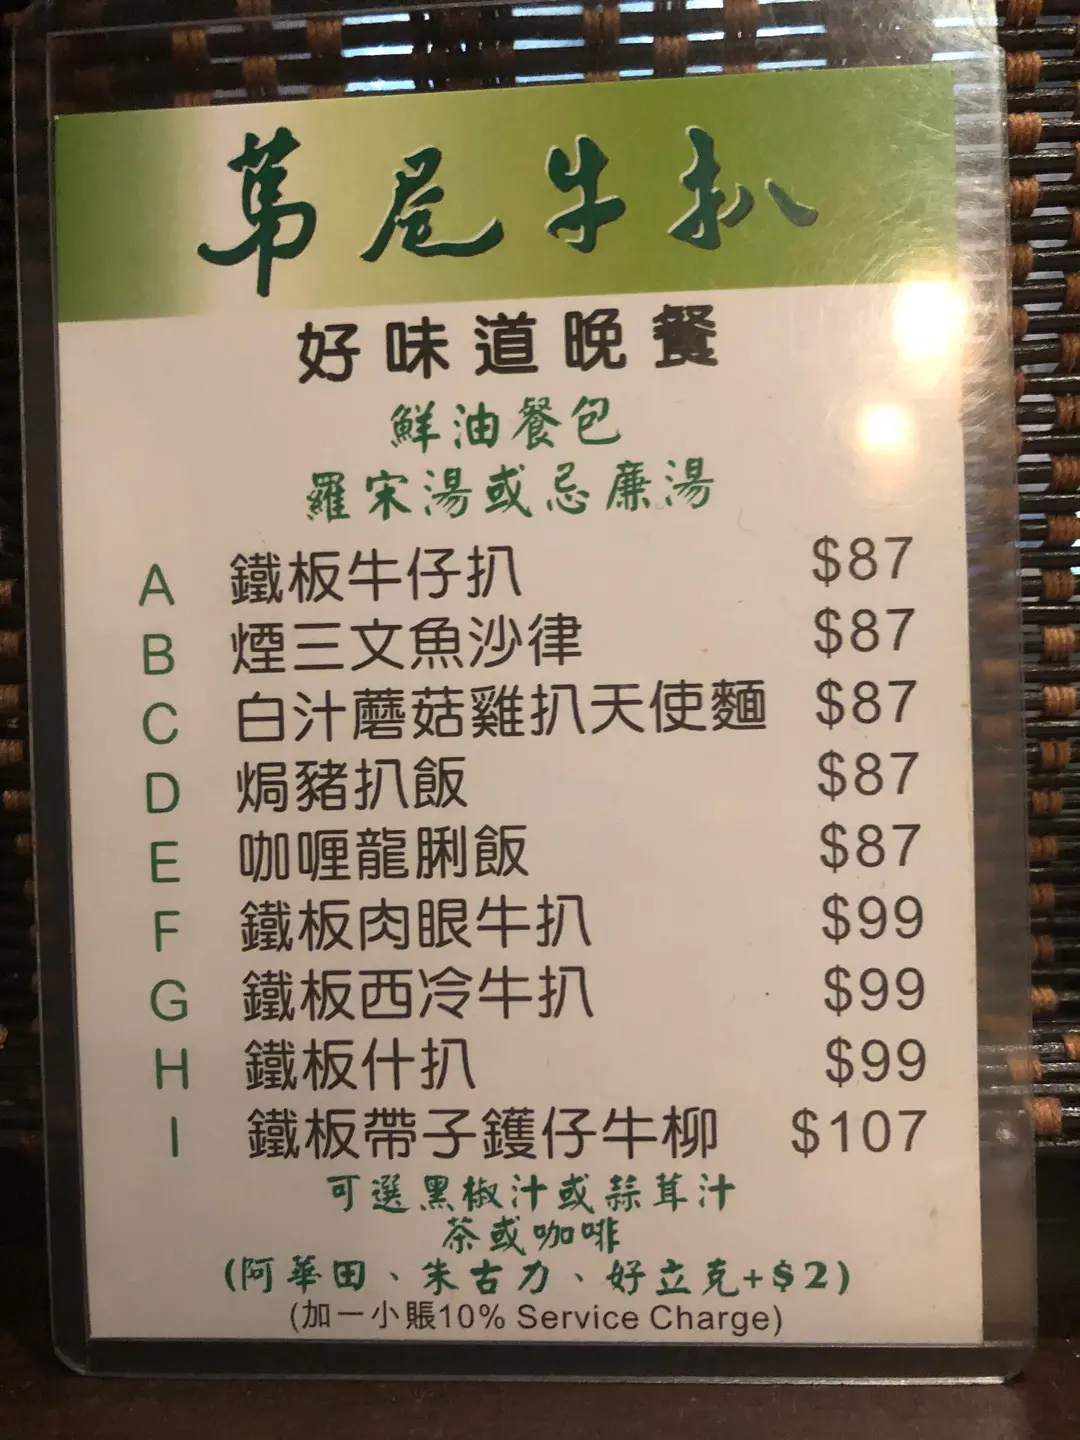 第尾牛扒
好味道晚餐
鮮油餐包
羅宋湯或忌廉湯
A 鐵板牛仔扒 $87
B 煙三文魚沙律 $87
C 白汁蘑菇雞扒天使麵 $87
D 焗豬扒飯 $87
E 咖喱龍脷飯 $87
F 鐵板肉眼牛扒 $99
G 鐵板西冷牛扒 $99
H 鐵板什扒 $99
I 鐵板帶子鑊仔牛柳 $107
可選黑椒汁或蒜茸汁
茶或咖啡
(阿華田、朱古力、好立克+$2)
(加一小賬10% Service Charge)